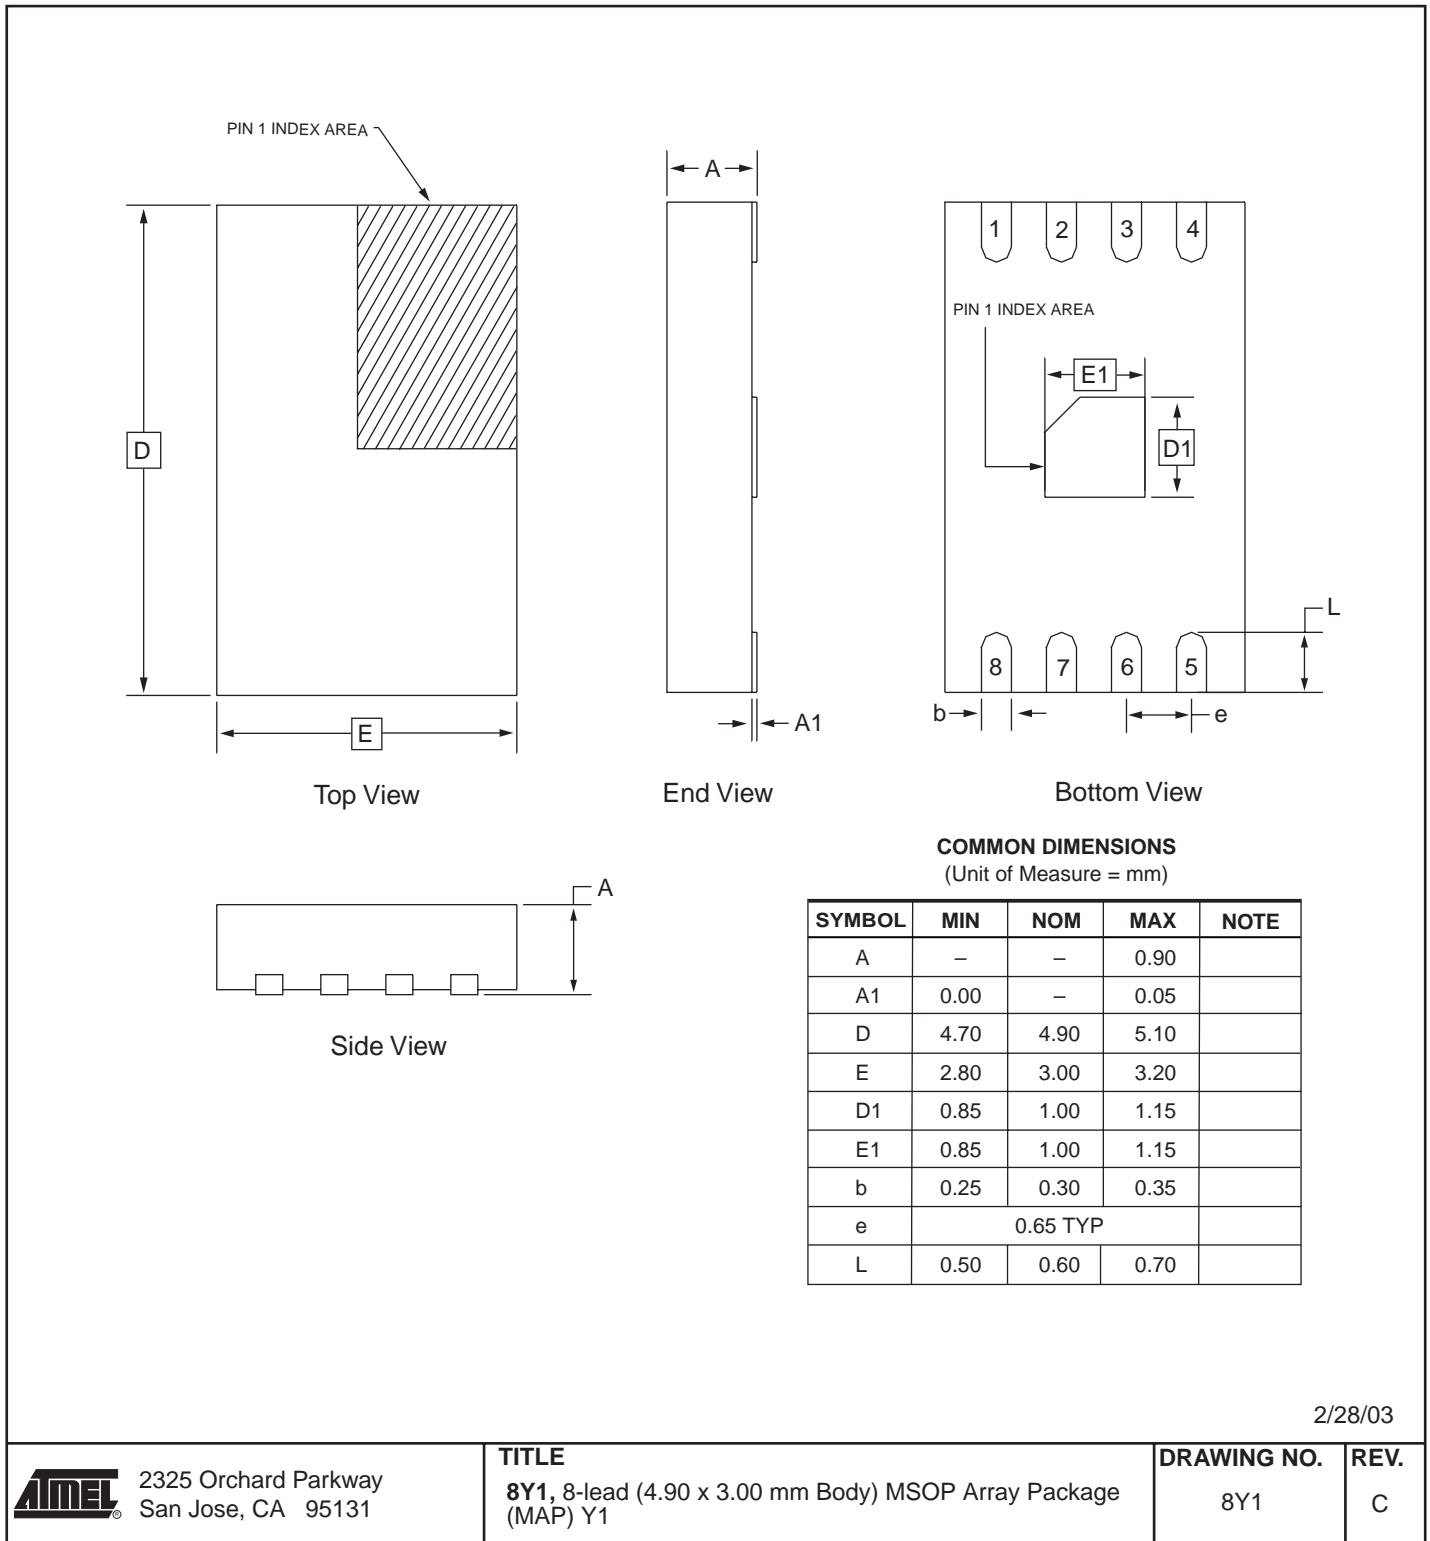 PIN 1 INDEX AREA
A
D
E
Top View
A1
End View
1 2 3 4
PIN 1 INDEX AREA
E1
D1
L
8 7 6 5
b
e
Bottom View
A
Side View
COMMON DIMENSIONS
(Unit of Measure = mm)
SYMBOL MIN NOM MAX NOTE
A – – 0.90
A1 0.00 – 0.05
D 4.70 4.90 5.10
E 2.80 3.00 3.20
D1 0.85 1.00 1.15
E1 0.85 1.00 1.15
b 0.25 0.30 0.35
e 0.65 TYP
L 0.50 0.60 0.70
2/28/03
ATMEL ®
2325 Orchard Parkway
San Jose, CA 95131
TITLE
8Y1, 8-lead (4.90 x 3.00 mm Body) MSOP Array Package
(MAP) Y1
DRAWING NO.
8Y1
REV.
C